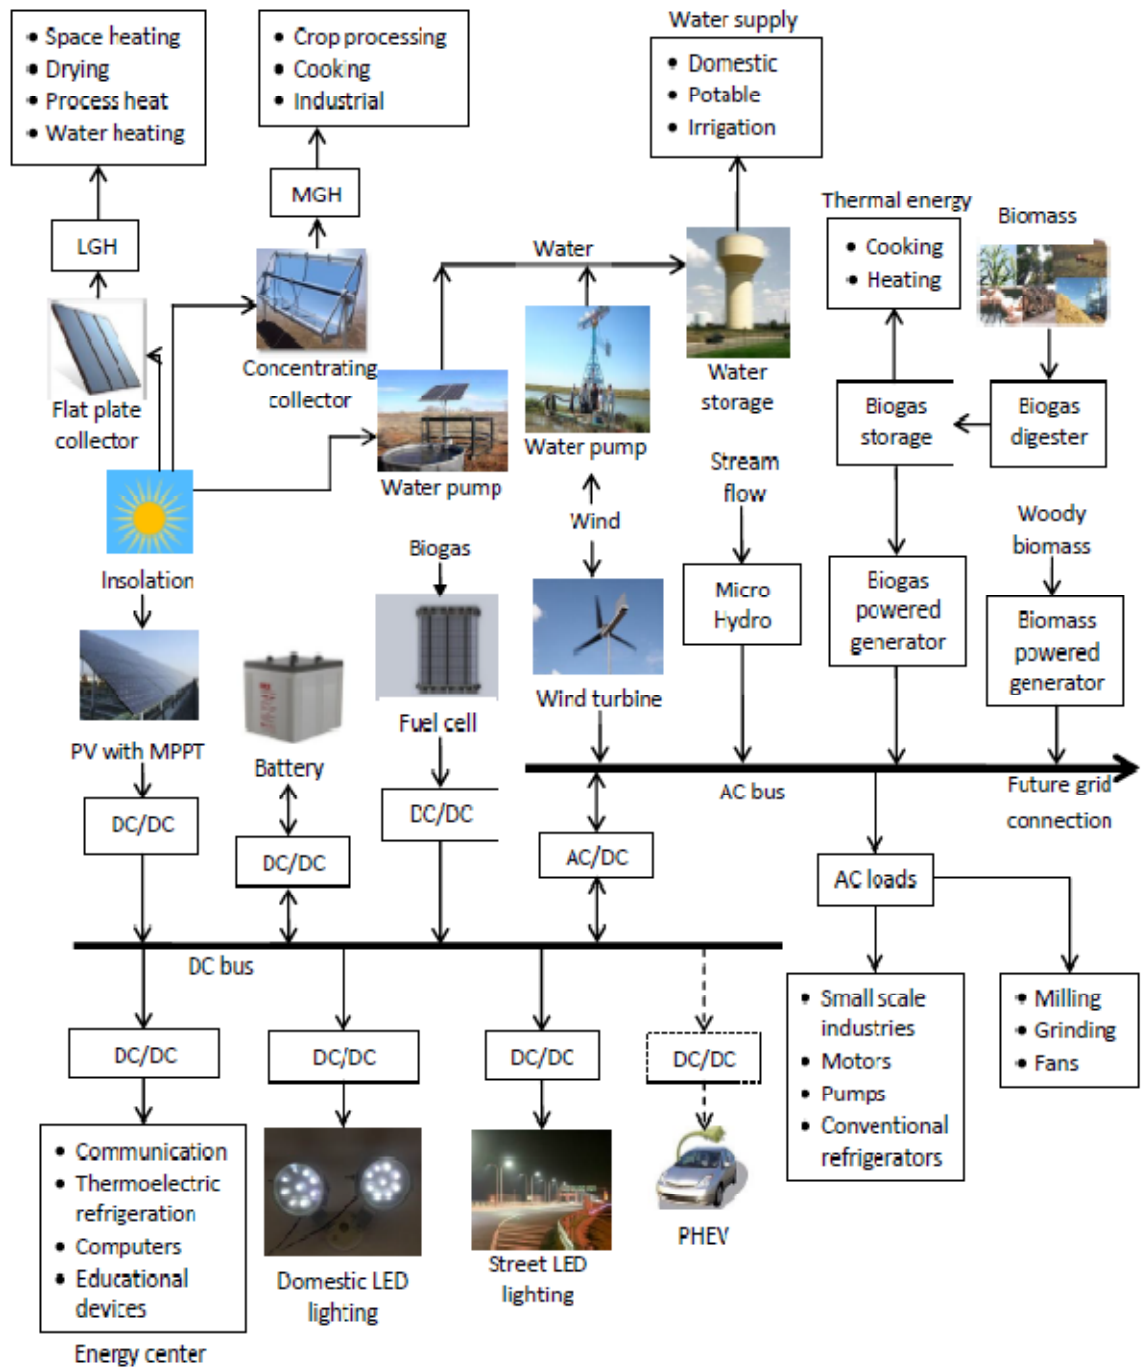 • Space heating
• Drying
• Process heat
• Water heating
• Crop processing
• Cooking
• Industrial
Water supply
• Domestic
• Potable
• Irrigation
LGH
MGH
Water
Thermal energy
• Cooking
• Heating
Biomass
Flat plate
collector
Concentrating
collector
Water pump
Water pump
Water
storage
Biogas
storage
Biogas
digester
Insolation
Wind
Stream
flow
Woody
biomass
Biogas
Micro
Hydro
Biogas
powered
generator
Biomass
powered
generator
PV with MPPT
Battery
Fuel cell
Wind turbine
AC bus
Future grid
connection
DC/DC
DC/DC
DC/DC
AC/DC
AC loads
DC bus
DC/DC
DC/DC
DC/DC
DC/DC
• Small scale
industries
• Motors
• Pumps
• Conventional
refrigerators
• Milling
• Grinding
• Fans
• Communication
• Thermoelectric
refrigeration
• Computers
• Educational
devices
Energy center
Domestic LED
lighting
Street LED
lighting
PHEV